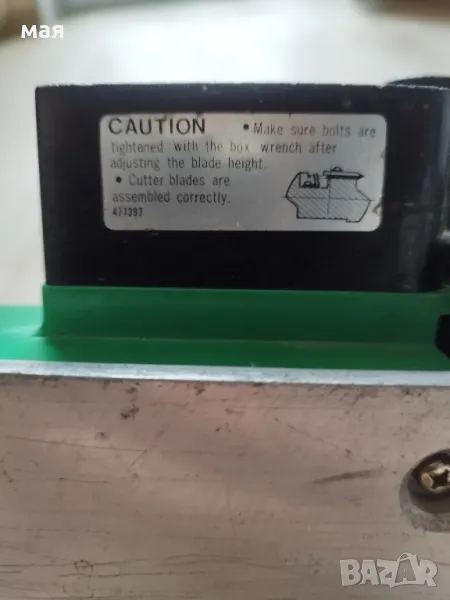 мая
CAUTION • Make sure bolts are
tightened with the box wrench after
adjusting the blade height.
• Cutter blades are
assembled correctly.
477397
BAZAR